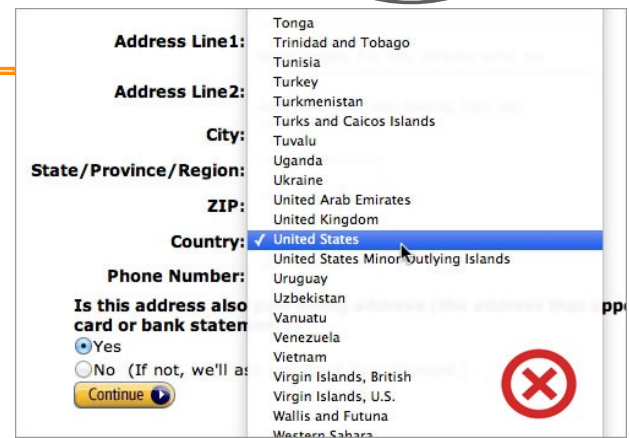 Tonga
Address Line1:
Trinidad and Tobago
Tunisia
Turkey
Address Line2:
Turkmenistan
Turks and Caicos Islands
City:
Tuvalu
Uganda
State/Province/Region:
Ukraine
ZIP:
United Arab Emirates
United Kingdom
Country: ✓ United States
United States Minor Outlying Islands
Phone Number:
Uruguay
Is this address also
Uzbekistan
card or bank
Vanuatu
Venezuela
Yes
Vietnam
No (If not, we'll
Virgin Islands, British
Continue
Virgin Islands, U.S.
Wallis and Futuna
Western Sahara